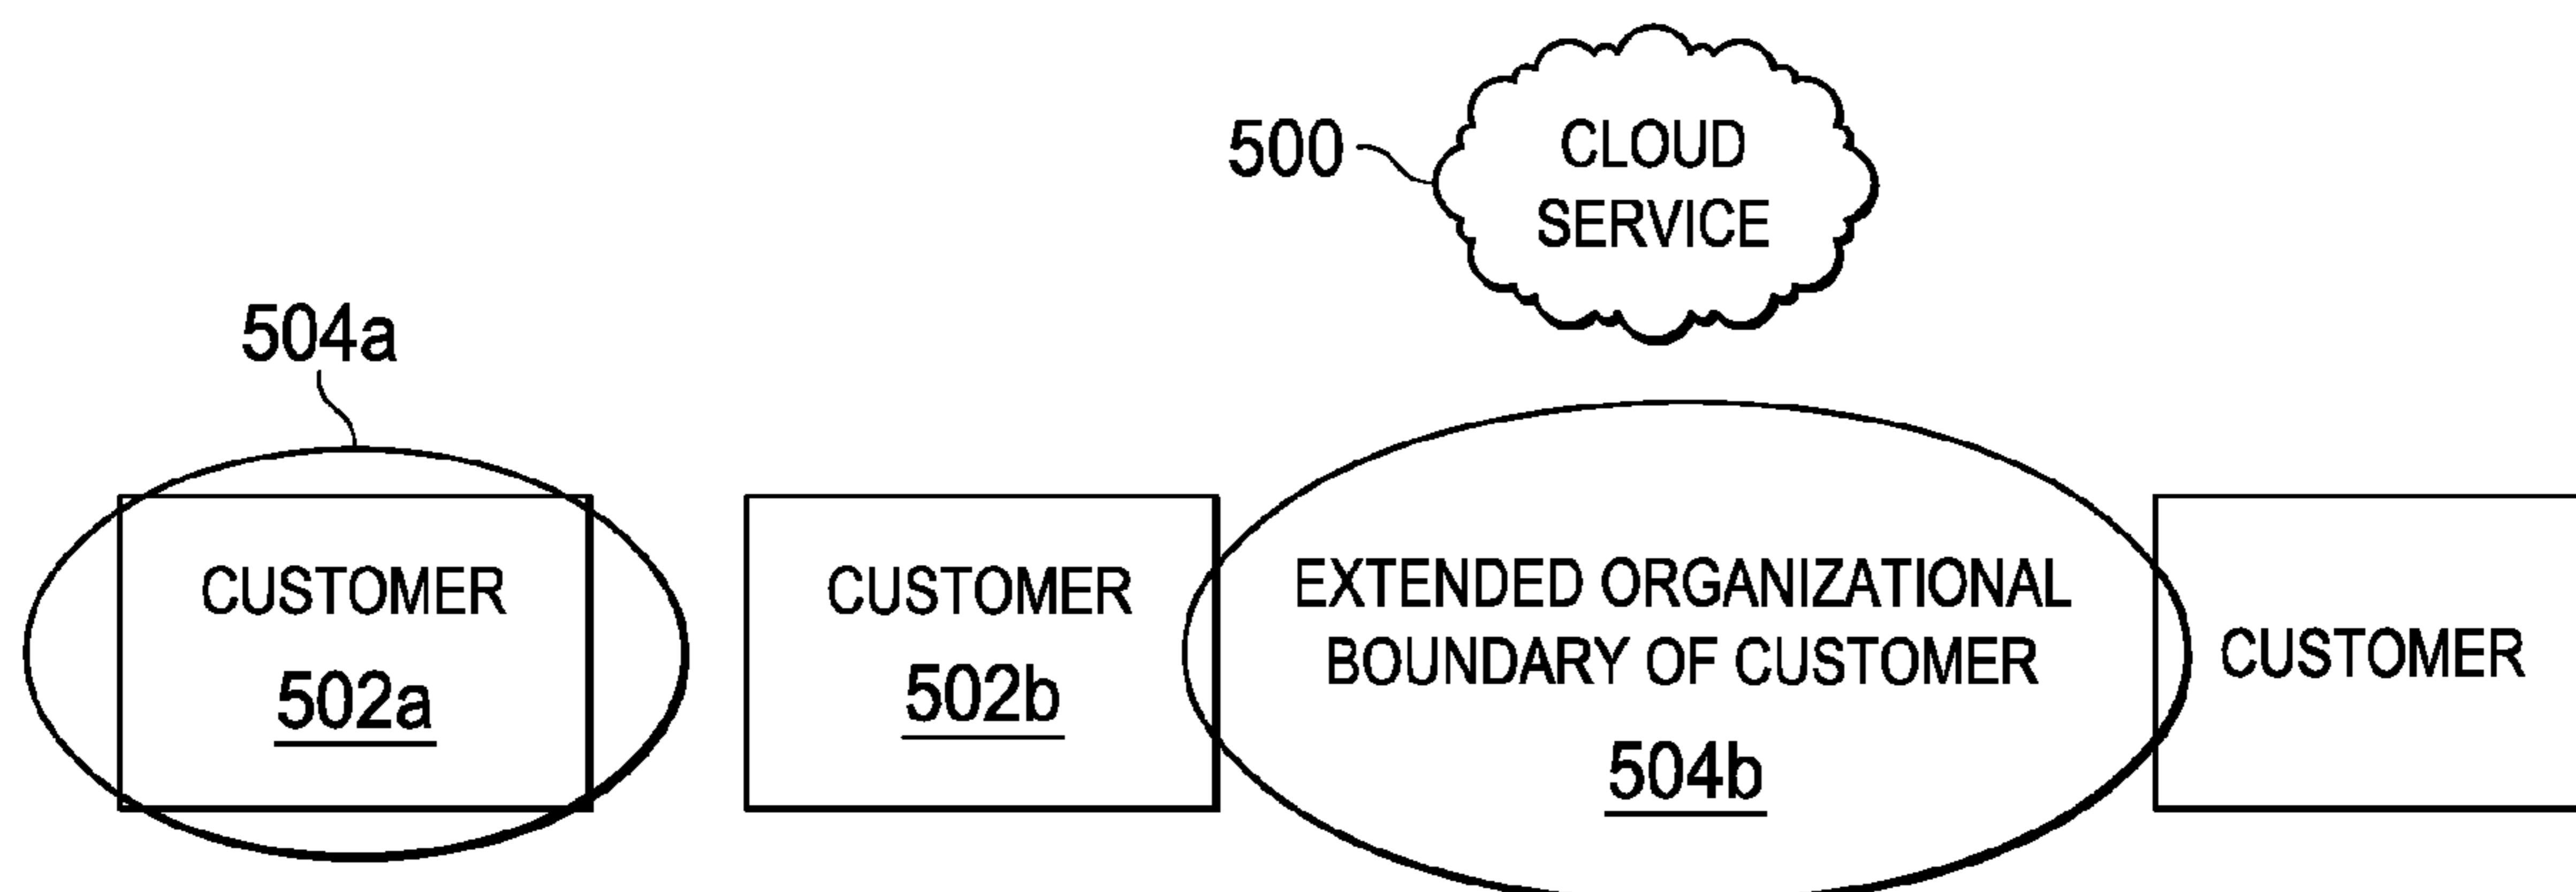 500
CLOUD
SERVICE
504a
CUSTOMER
502a
CUSTOMER
502b
EXTENDED ORGANIZATIONAL
BOUNDARY OF CUSTOMER
504b
CUSTOMER